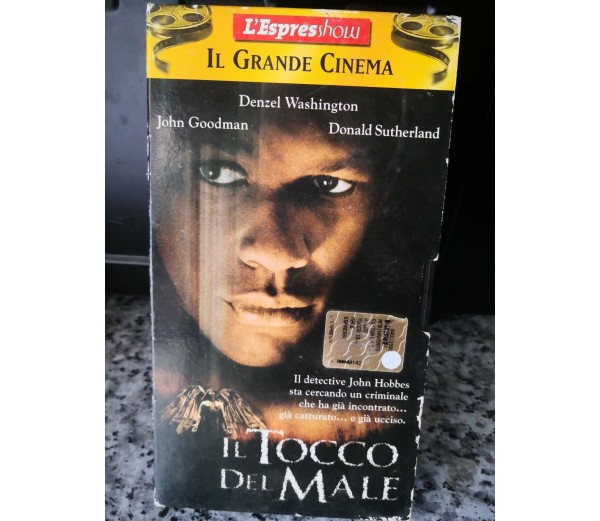 L'Espresshow
IL GRANDE CINEMA
Denzel Washington
John Goodman
Donald Sutherland
Il detective John Hobbes
sta cercando un criminale
che ha già incontrato...
già catturato... e già ucciso.
IL TOCCO
DEL MALE